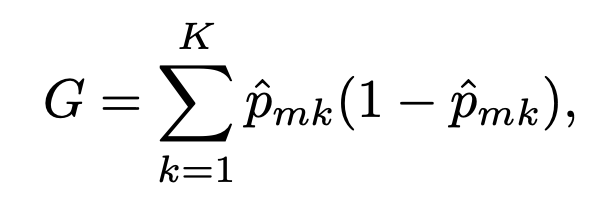 G = \sum_{k=1}^{K} \hat{p}_{mk}(1 - \hat{p}_{mk}),